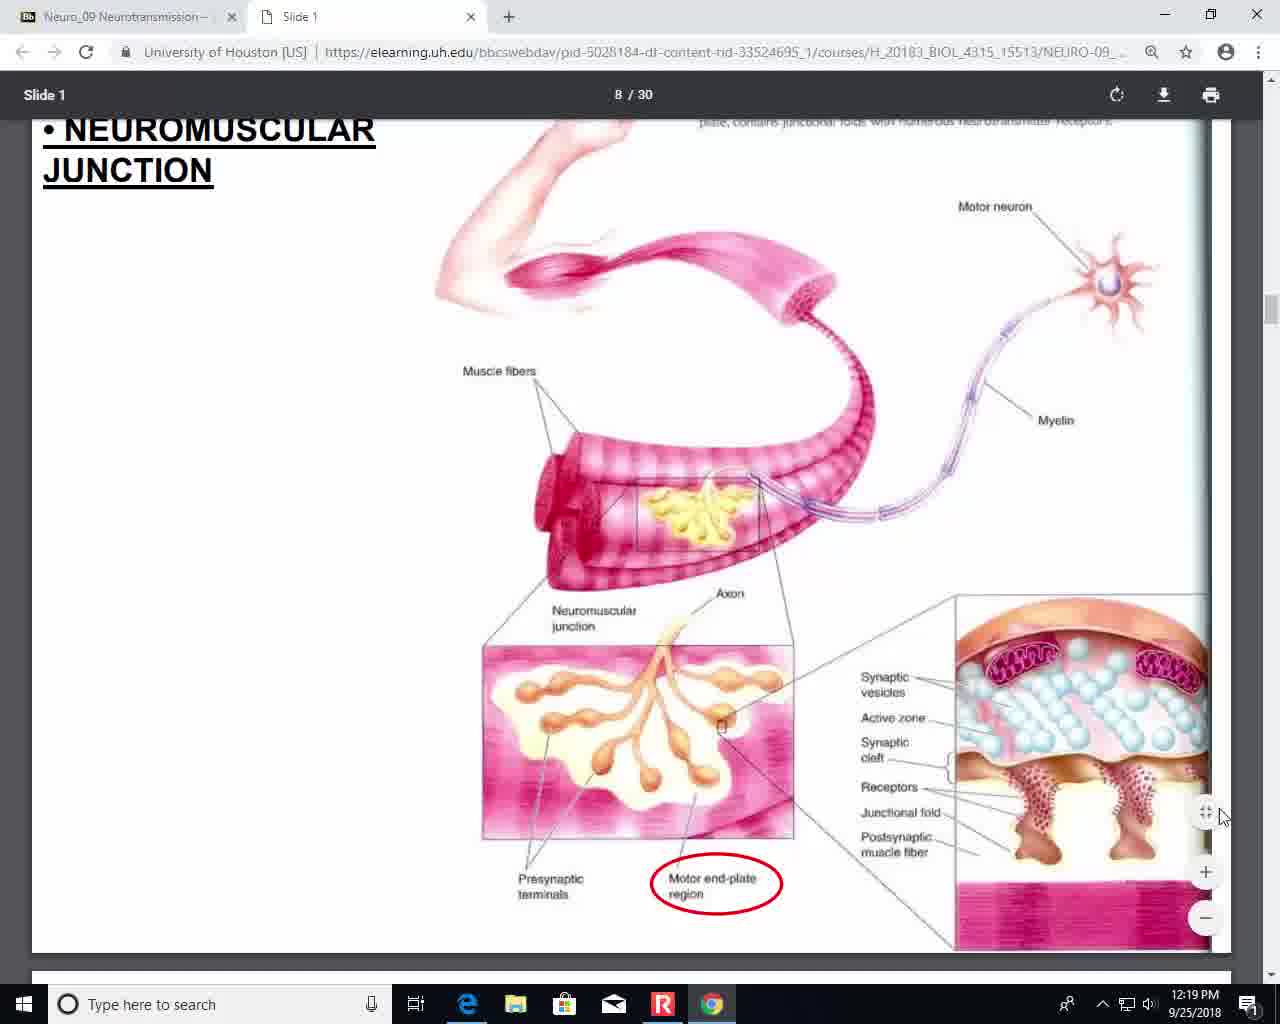 Neuro_09 Neurotransmission –
Slide 1
University of Houston [US]
https://elearning.uh.edu/bbcswebdav/pid-6028184-dt-content-rid-33524695_1/courses/H_20183_BIOL_4315_15513/NEURO-09_...
Slide 1
8 / 30
• NEUROMUSCULAR
JUNCTION
plate, contains junctional folds with numerous neurotransmitter receptors.
Motor neuron
Muscle fibers
Myelin
Axon
Neuromuscular
junction
Synaptic
vesicles
Active zone
Synaptic
cleft
Receptors
Junctional fold
Postsynaptic
muscle fiber
Presynaptic
terminals
Motor end-plate
region
Type here to search
12:19 PM
9/25/2018
1